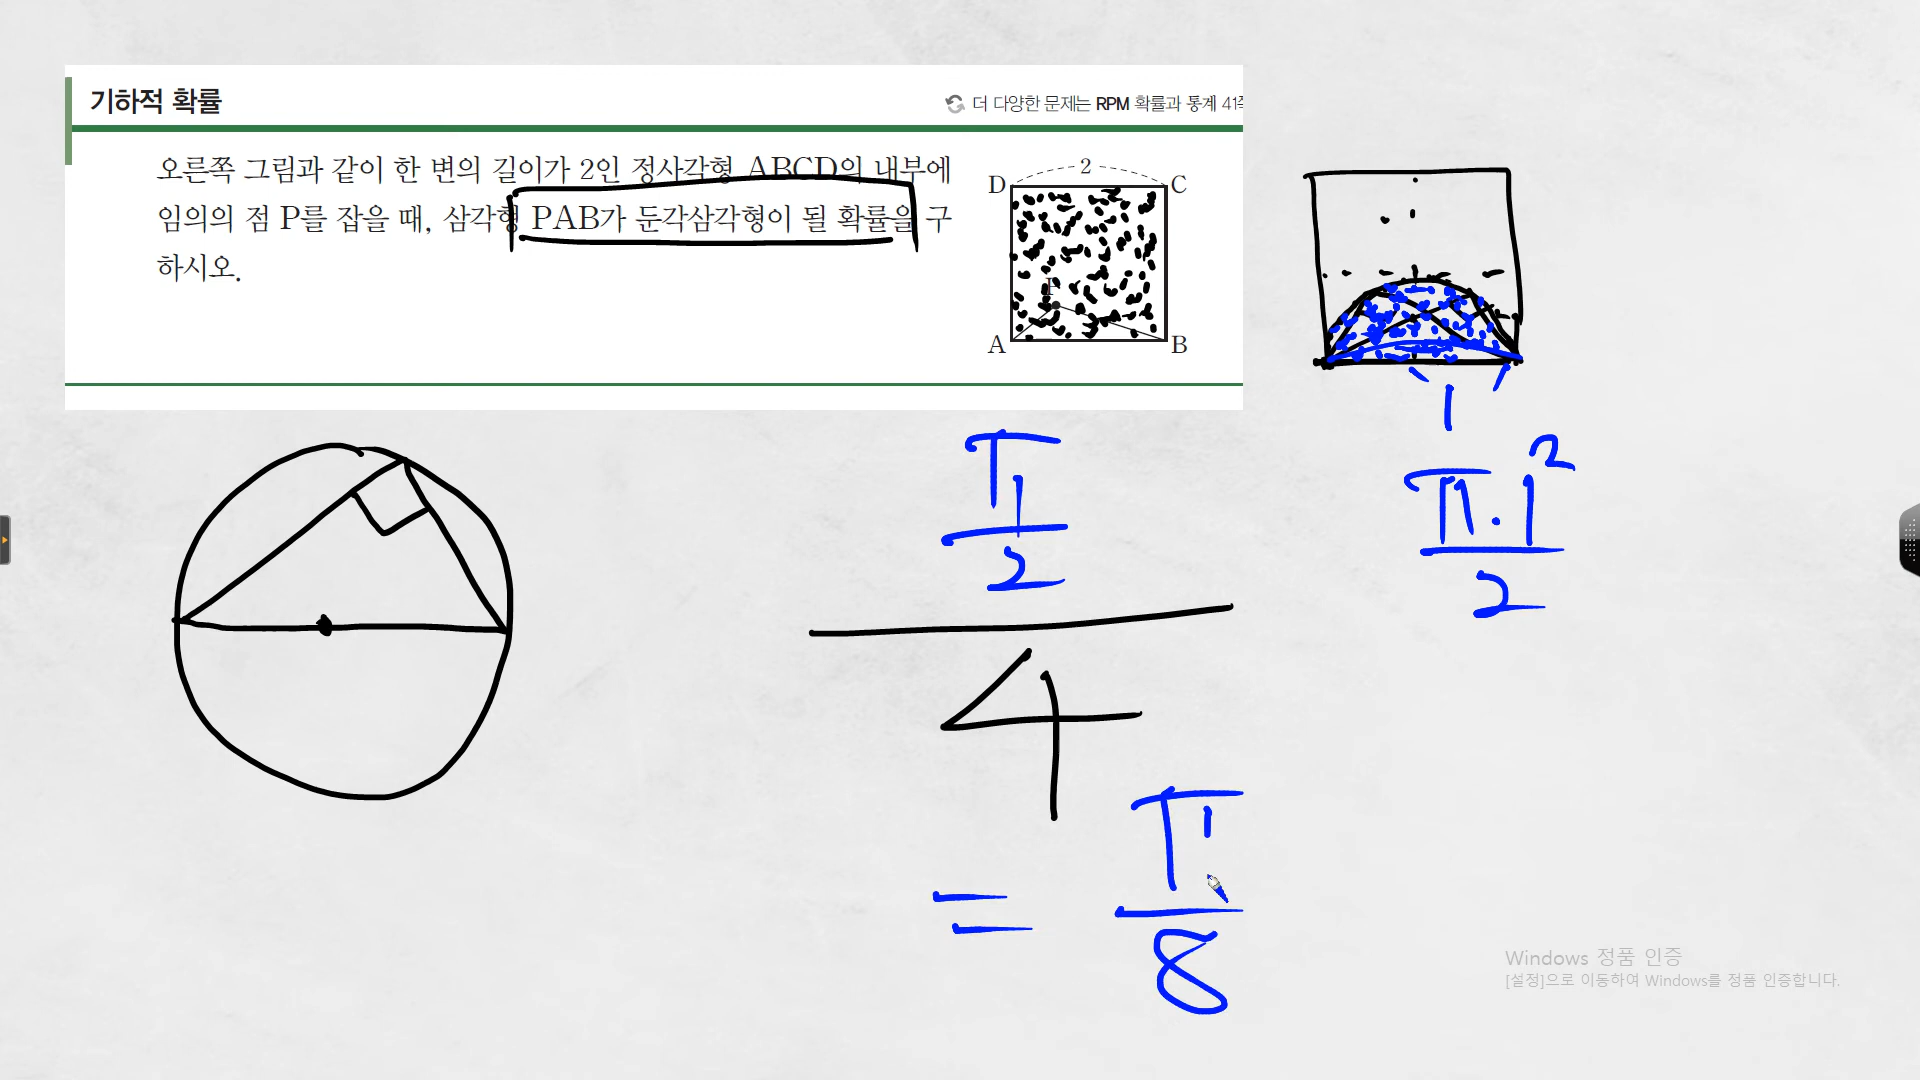 기하적 확률
더 다양한 문제는 RPM 확률과 통계 41
오른쪽 그림과 같이 한 변의 길이가 2인 정사각형 ABCD의 내부에
임의의 점 P를 잡을 때, 삼각형 PAB가 둔각삼각형이 될 확률을 구
하시오.
2
D
C
P
A
B
1
π·1²
2
π
2
4
=
π
8
Windows 정품 인증
[설정]으로 이동하여 Windows를 정품 인증합니다.